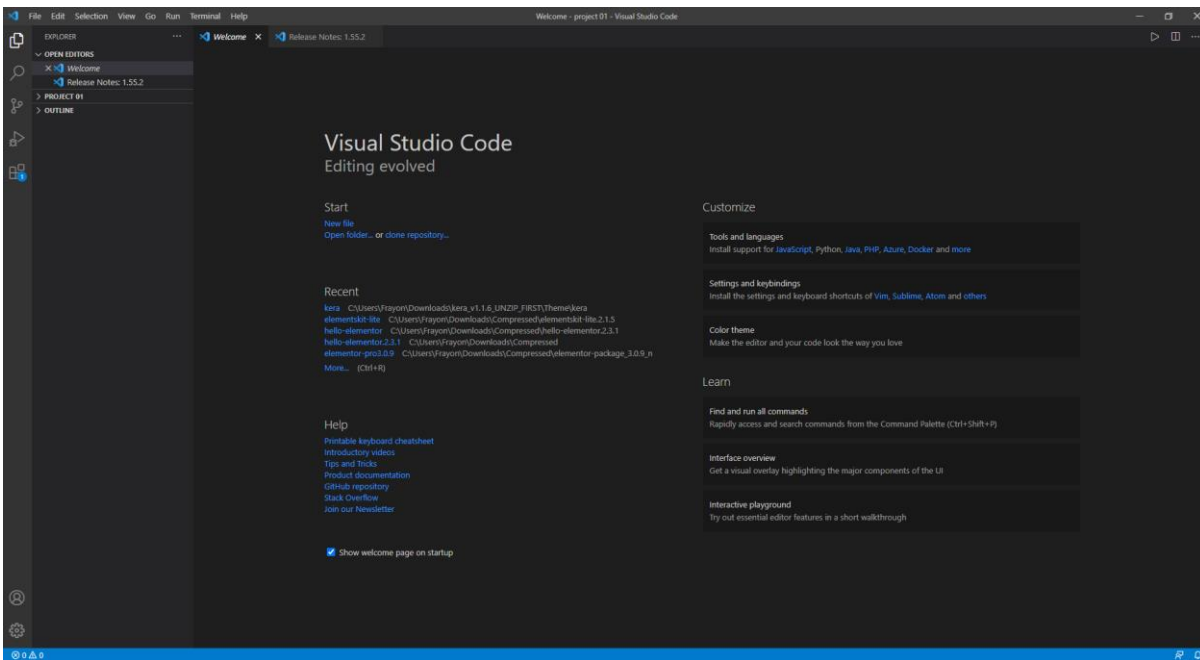 File Edit Selection View Go Run Terminal Help
Welcome - project 01 - Visual Studio Code
EXPLORER
Welcome
Release Notes: 1.55.2
OPEN EDITORS
Welcome
Release Notes: 1.55.2
PROJECT 01
OUTLINE
1
Visual Studio Code
Editing evolved
Start
New file
Open folder... or clone repository...
Recent
kera C:\Users\Frayon\Downloads\kera_v1.1.6_UNZIP_FIRST\Theme\kera
elementskit-lite C:\Users\Frayon\Downloads\Compressed\elementskit-lite.2.1.5
hello-elementor C:\Users\Frayon\Downloads\Compressed\hello-elementor.2.3.1
hello-elementor.2.3.1 C:\Users\Frayon\Downloads\Compressed
elementor-pro3.0.9 C:\Users\Frayon\Downloads\Compressed\elementor-package_3.0.9_n
More... (Ctrl+R)
Help
Printable keyboard cheatsheet
Introductory videos
Tips and Tricks
Product documentation
GitHub repository
Stack Overflow
Join our Newsletter
Show welcome page on startup
Customize
Tools and languages
Install support for JavaScript, Python, Java, PHP, Azure, Docker and more
Settings and keybindings
Install the settings and keyboard shortcuts of Vim, Sublime, Atom and others
Color theme
Make the editor and your code look the way you love
Learn
Find and run all commands
Rapidly access and search commands from the Command Palette (Ctrl+Shift+P)
Interface overview
Get a visual overlay highlighting the major components of the UI
Interactive playground
Try out essential editor features in a short walkthrough
0 0